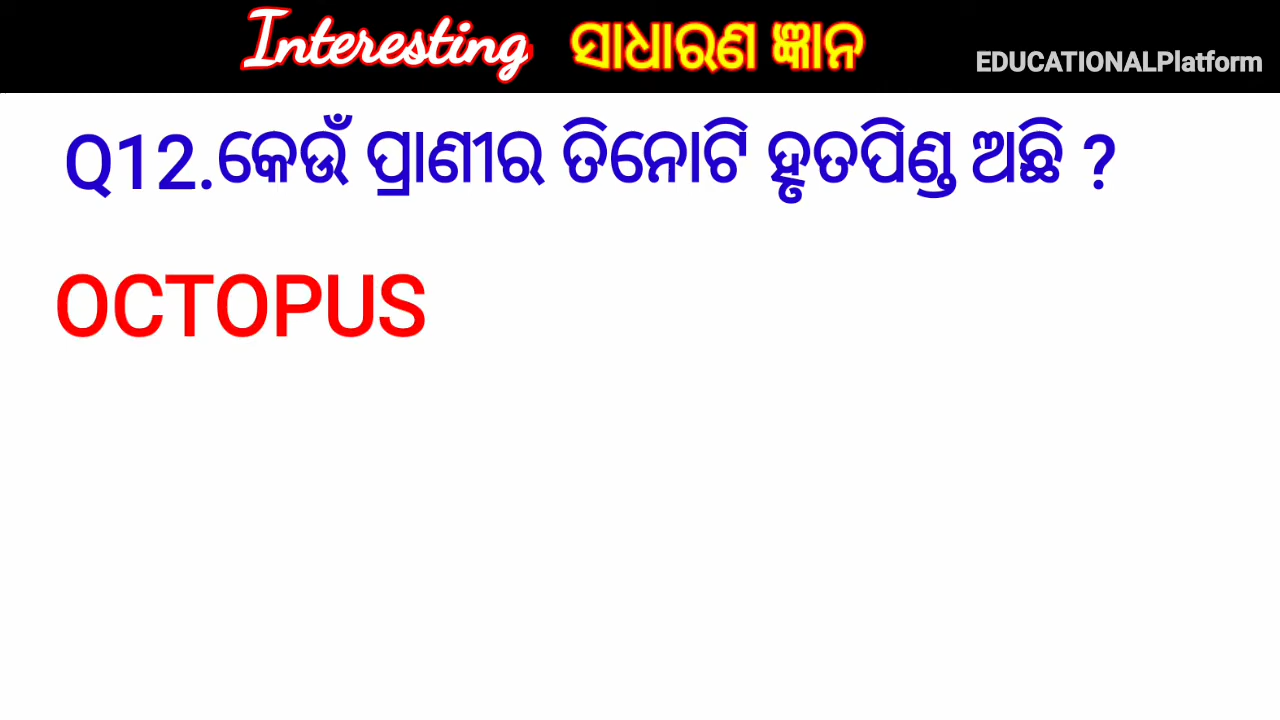 Interesting ସାଧାରଣ ଜ୍ଞାନ
EDUCATIONALPlatform
Q12.କେଉଁ ପ୍ରାଣୀର ତିନୋଟି ହୃତପିଣ୍ଡ ଅଛି ?
OCTOPUS